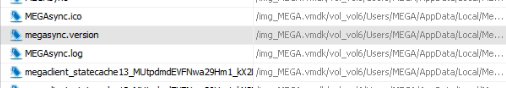 MEGAsync.ico /img_MEGA.vmdk/vol_vol6/Users/MEGA/AppData/Local/Me...
megasync.version /img_MEGA.vmdk/vol_vol6/Users/MEGA/AppData/Local/Me...
MEGAsync.log /img_MEGA.vmdk/vol_vol6/Users/MEGA/AppData/Local/Me...
/img_MEGA.vmdk/vol_vol6/Users/MEGA/AppData/Local/Me...